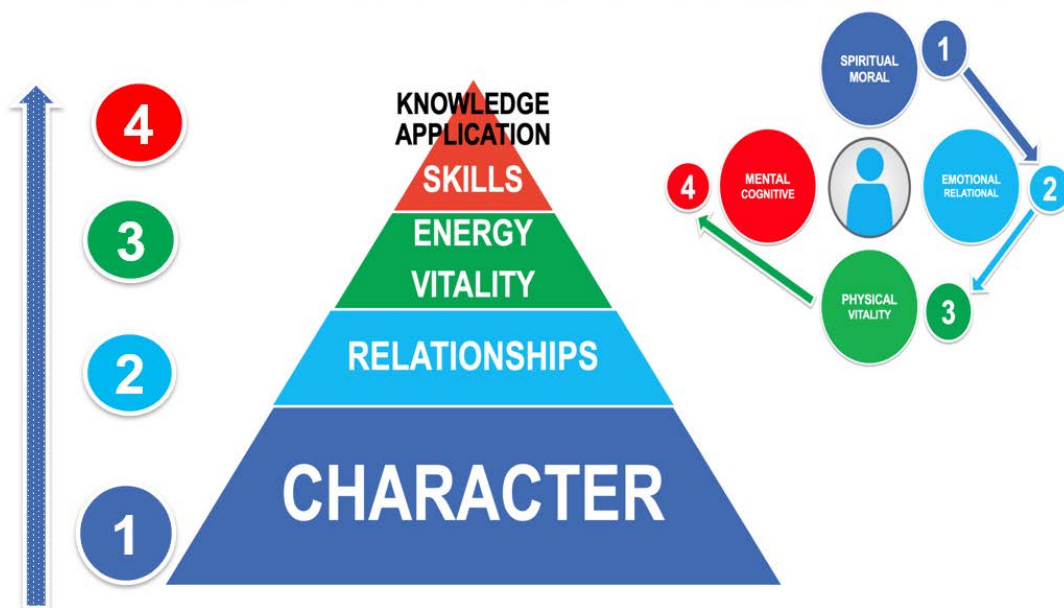 4
KNOWLEDGE
APPLICATION
SKILLS
3
ENERGY
VITALITY
2
RELATIONSHIPS
1
CHARACTER
SPIRITUAL
MORAL
1
EMOTIONAL
RELATIONAL
2
PHYSICAL
VITALITY
3
MENTAL
COGNITIVE
4